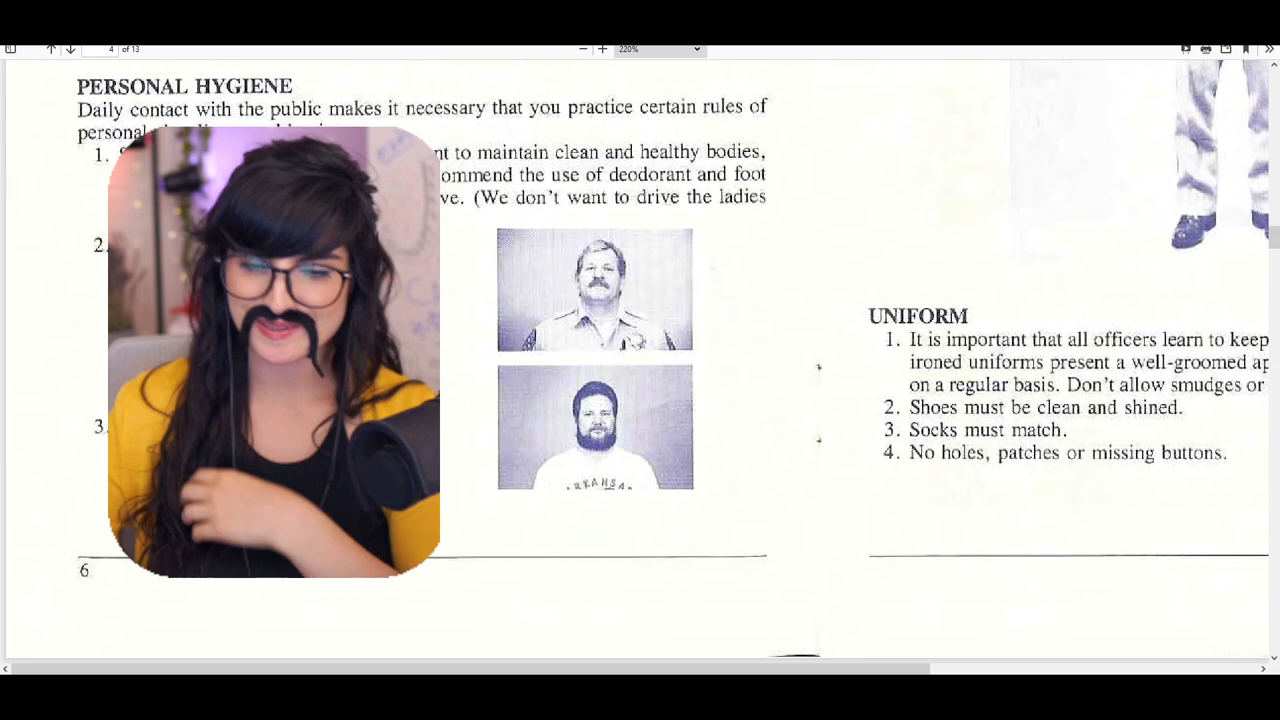 4 of 13
220%
PERSONAL HYGIENE
Daily contact with the public makes it necessary that you practice certain rules of
personal
1. nt to maintain clean and healthy bodies,
ommend the use of deodorant and foot
ve. (We don't want to drive the ladies
2.
3.
ARKANSAS
6
UNIFORM
1. It is important that all officers learn to keep
ironed uniforms present a well-groomed ap
on a regular basis. Don't allow smudges or
2. Shoes must be clean and shined.
3. Socks must match.
4. No holes, patches or missing buttons.